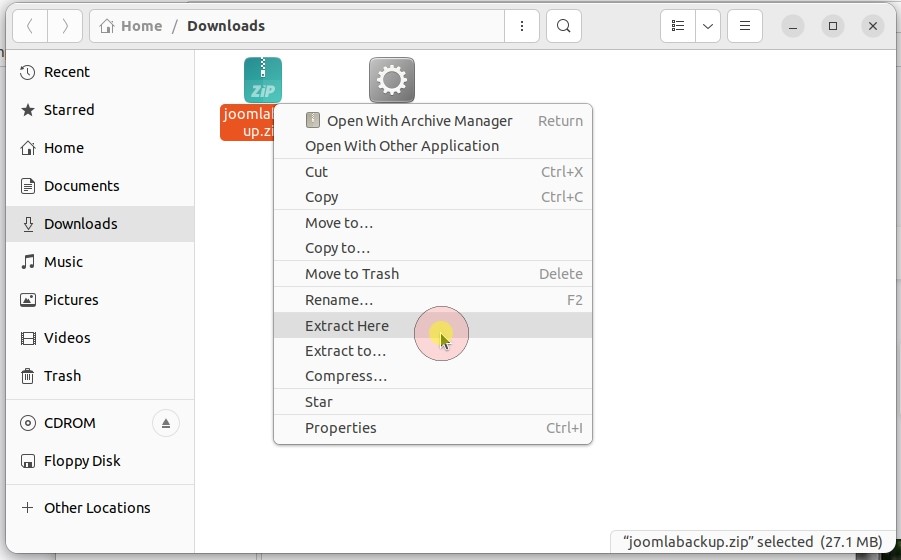 Home / Downloads
Recent
Starred
Home
Documents
Downloads
Music
Pictures
Videos
Trash
CDROM
Floppy Disk
Other Locations
ZiP
joomlab
up.zi
Open With Archive Manager Return
Open With Other Application
Cut Ctrl+X
Copy Ctrl+C
Move to…
Copy to…
Move to Trash Delete
Rename… F2
Extract Here
Extract to…
Compress…
Star
Properties Ctrl+I
“joomlabackup.zip” selected (27.1 MB)